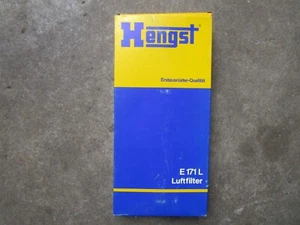 Hengst
Erstausrüster-Qualität
E 171 L
Luftfilter